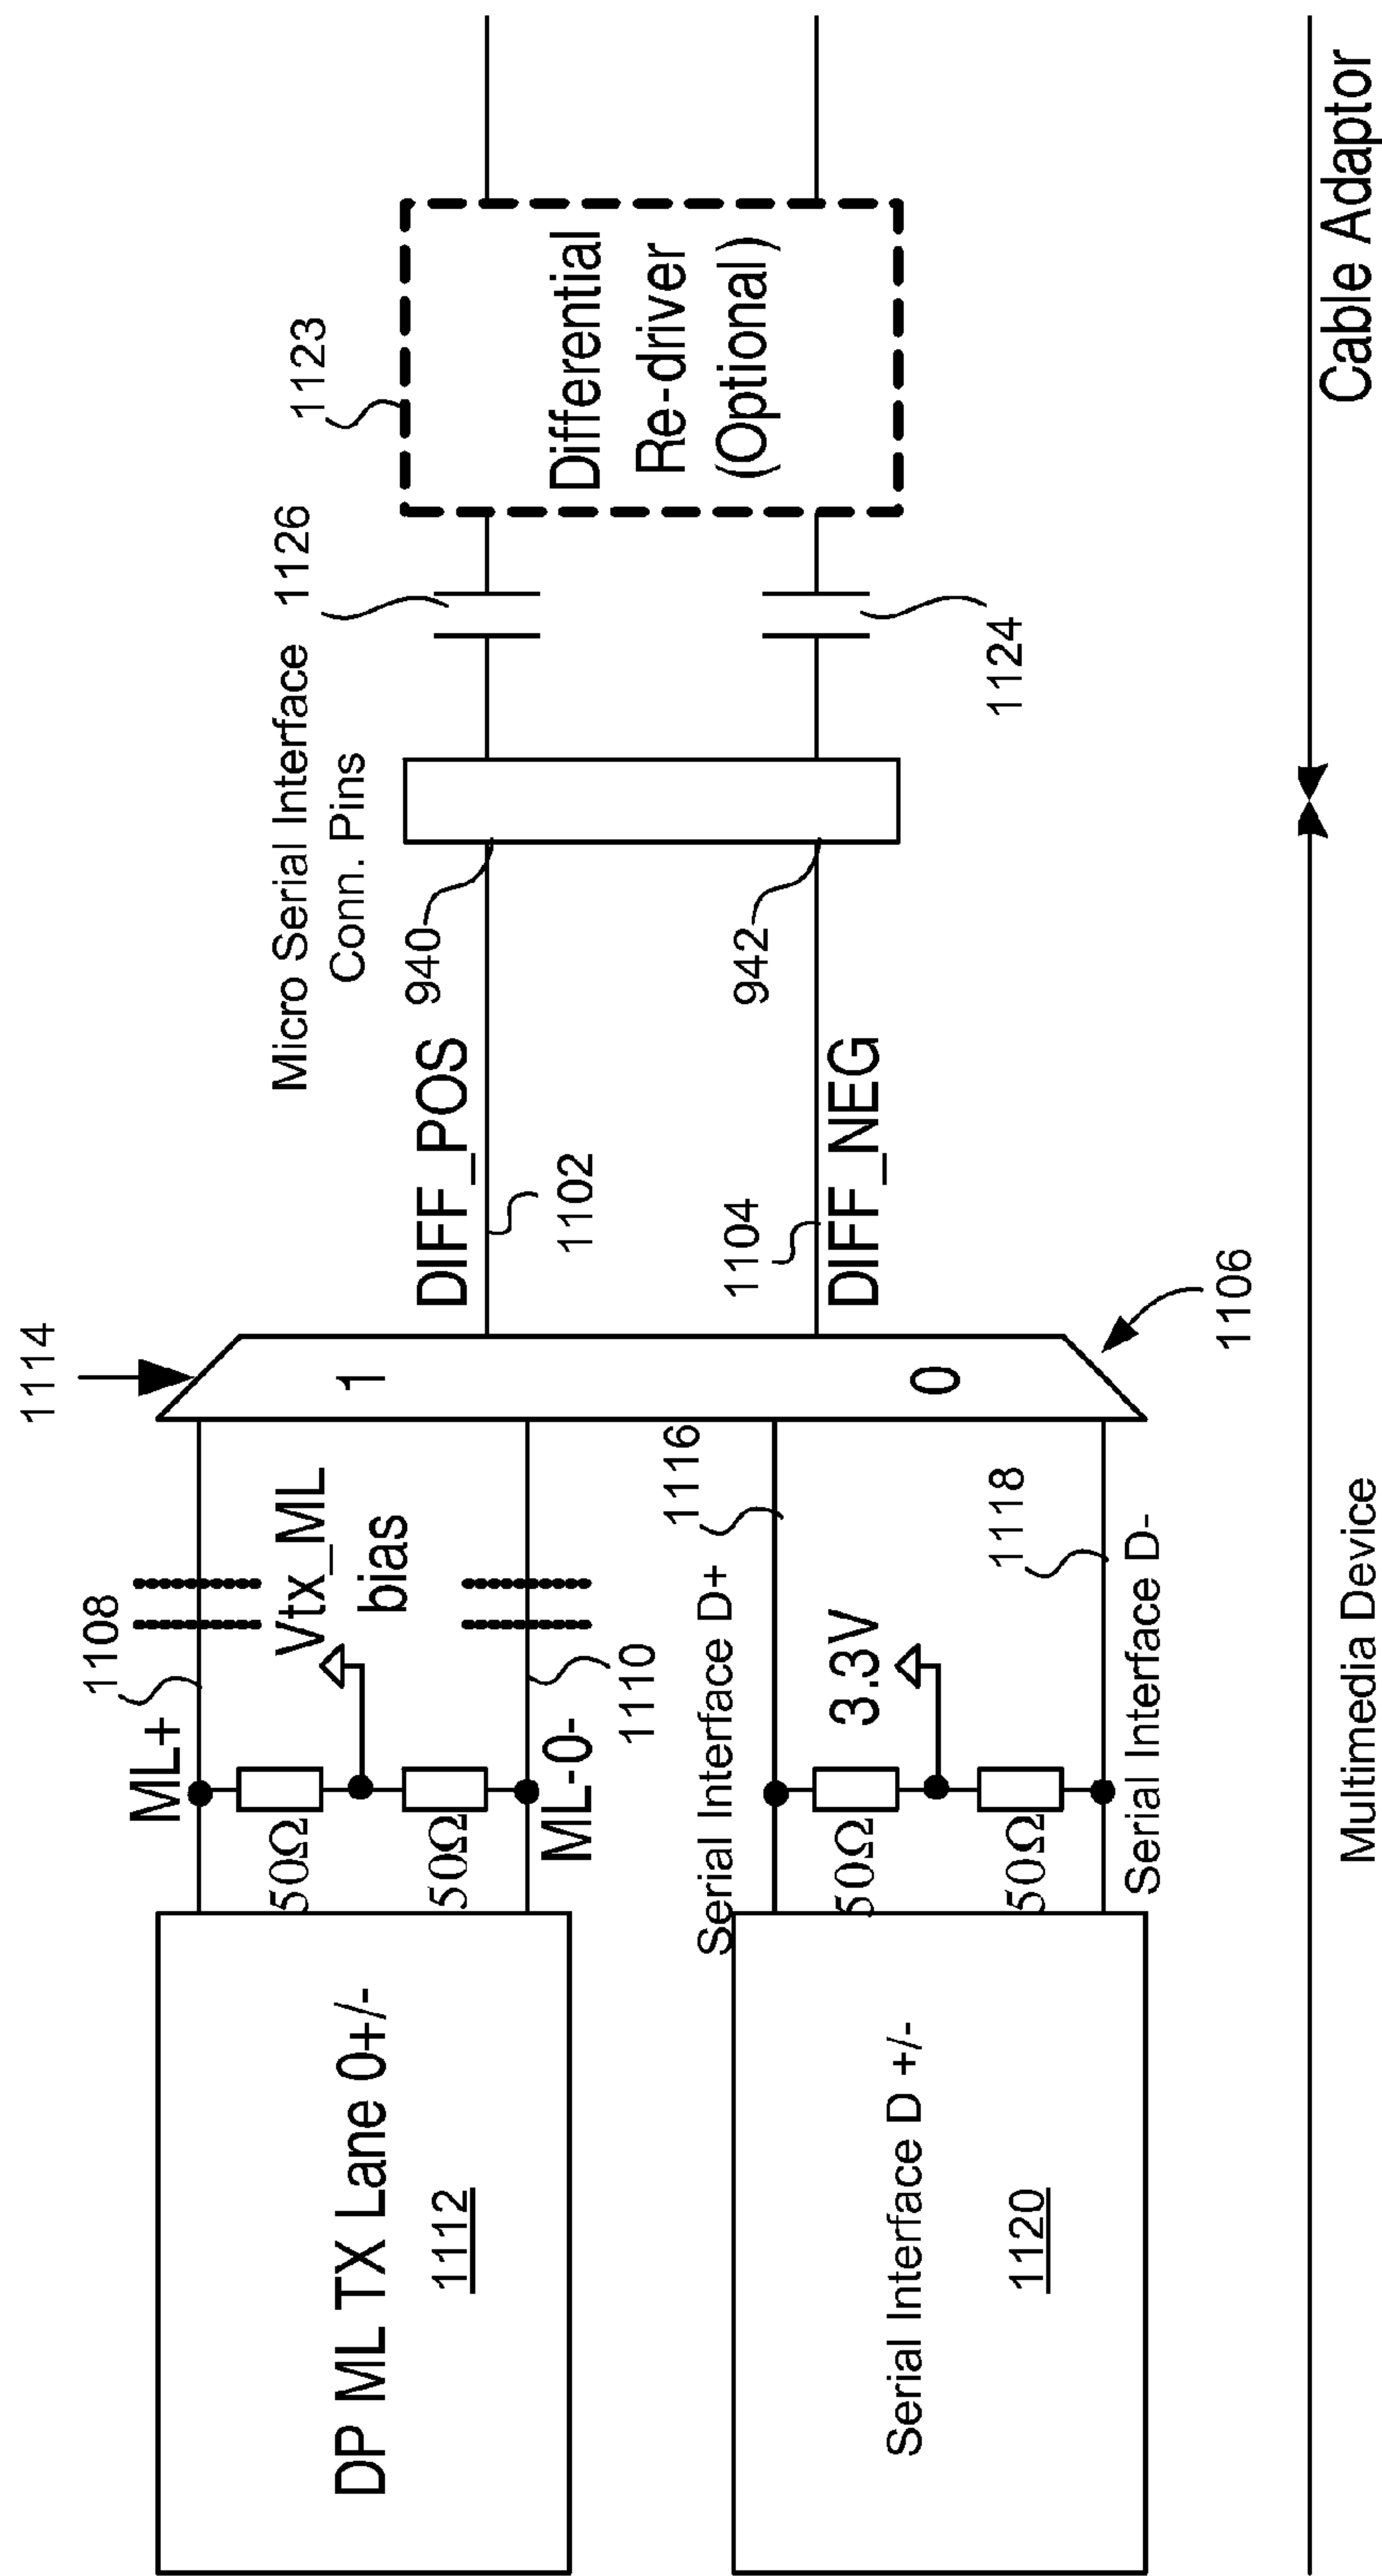 1114
1108
ML+
Vtx_ML
bias
50Ω
50Ω
ML-0-
1110
DP ML TX Lane 0+/-
1112
1
0
1106
Serial Interface D+
1116
3.3V
50Ω
50Ω
1118
Serial Interface D-
Serial Interface D +/-
1120
DIFF_POS
1102
1104
DIFF_NEG
Micro Serial Interface
Conn. Pins
940
942
1126
1124
1123
Differential
Re-driver
(Optional)
Multimedia Device
Cable Adaptor